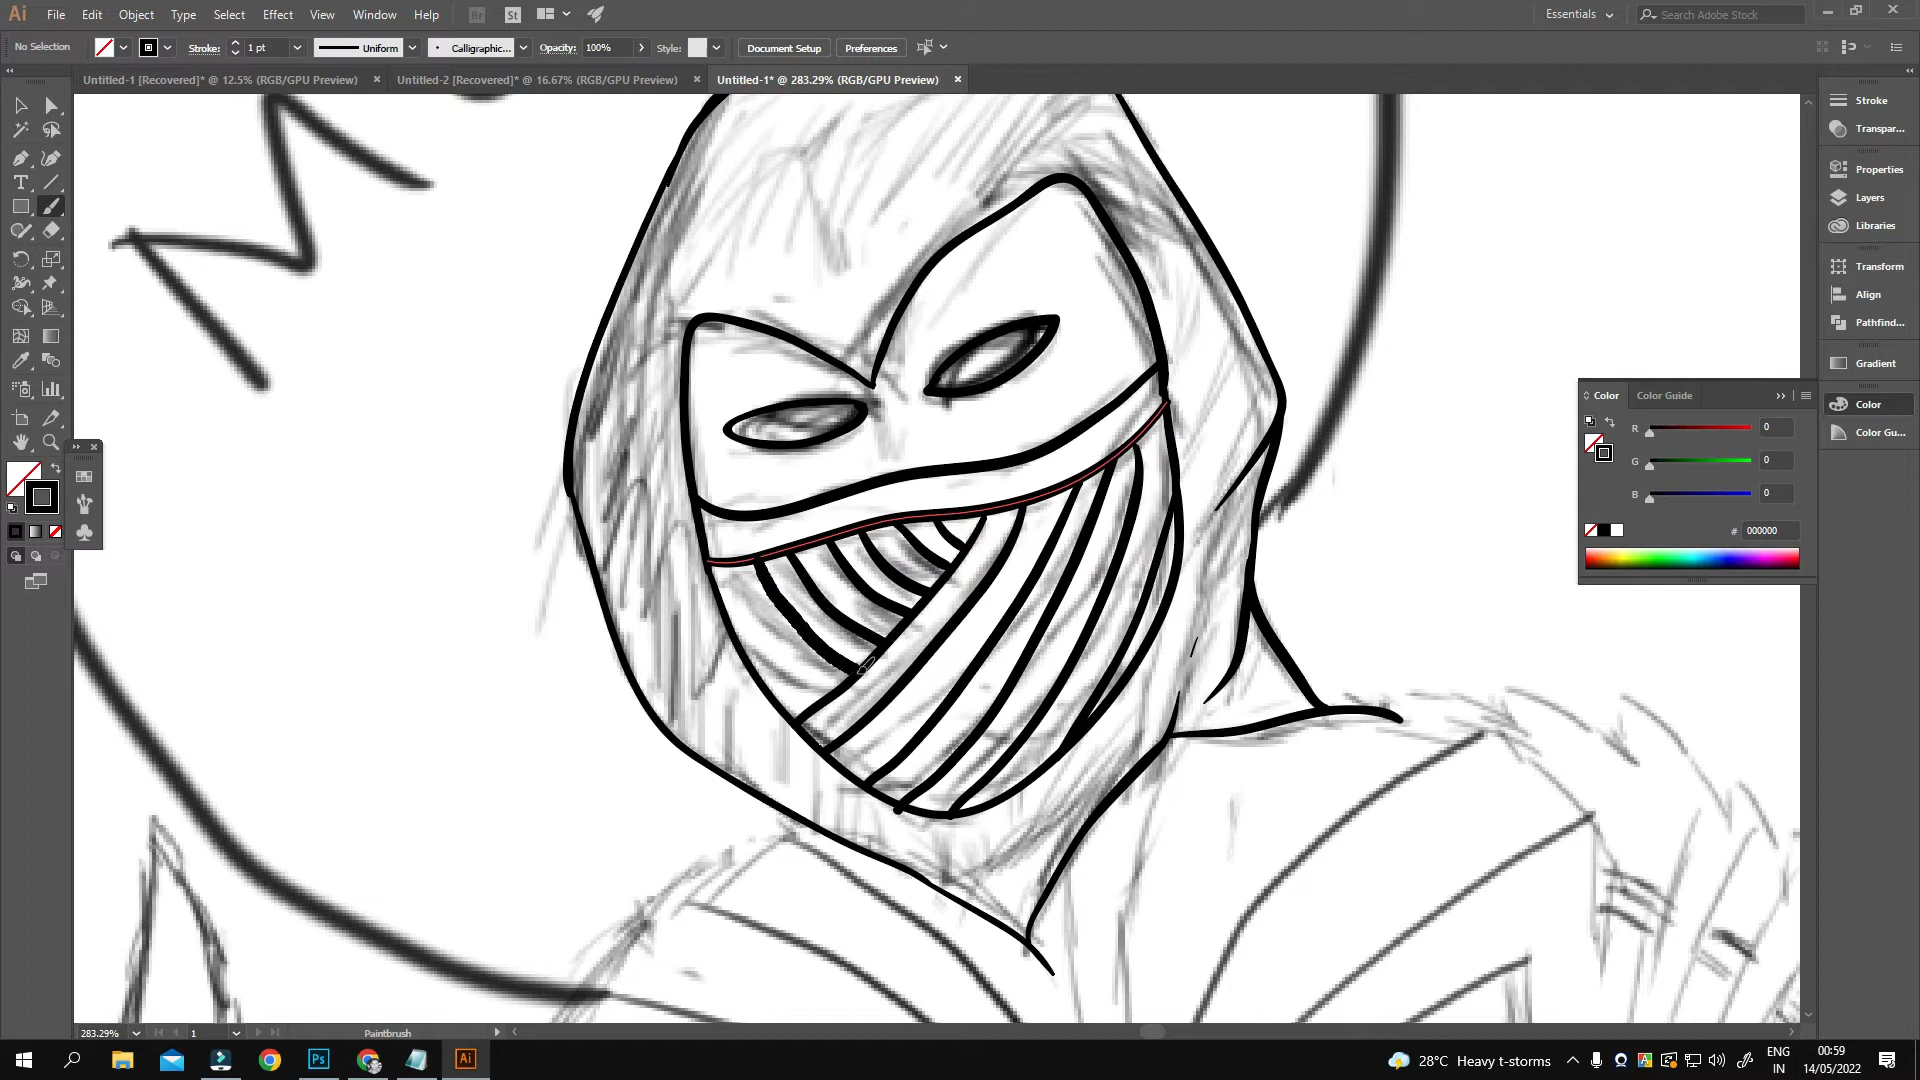 Ai File Edit Object Type Select Effect View Window Help Br St Essentials Search Adobe Stock
No Selection Stroke: 1 pt Uniform Calligraphic... Opacity: 100% Style: Document Setup Preferences
Untitled-1 [Recovered]* @ 12.5% (RGB/GPU Preview) × Untitled-2 [Recovered]* @ 16.67% (RGB/GPU Preview) × Untitled-1* @ 283.29% (RGB/GPU Preview) ×
Stroke
Transpar...
Properties
Layers
Libraries
Transform
Align
Pathfind...
Gradient
Color
Color Gu...
Color Color Guide
R 0
G 0
B 0
# 000000
283.29% 1 Paintbrush
Ps Ai 28°C Heavy t-storms ENG 00:59
IN 14/05/2022